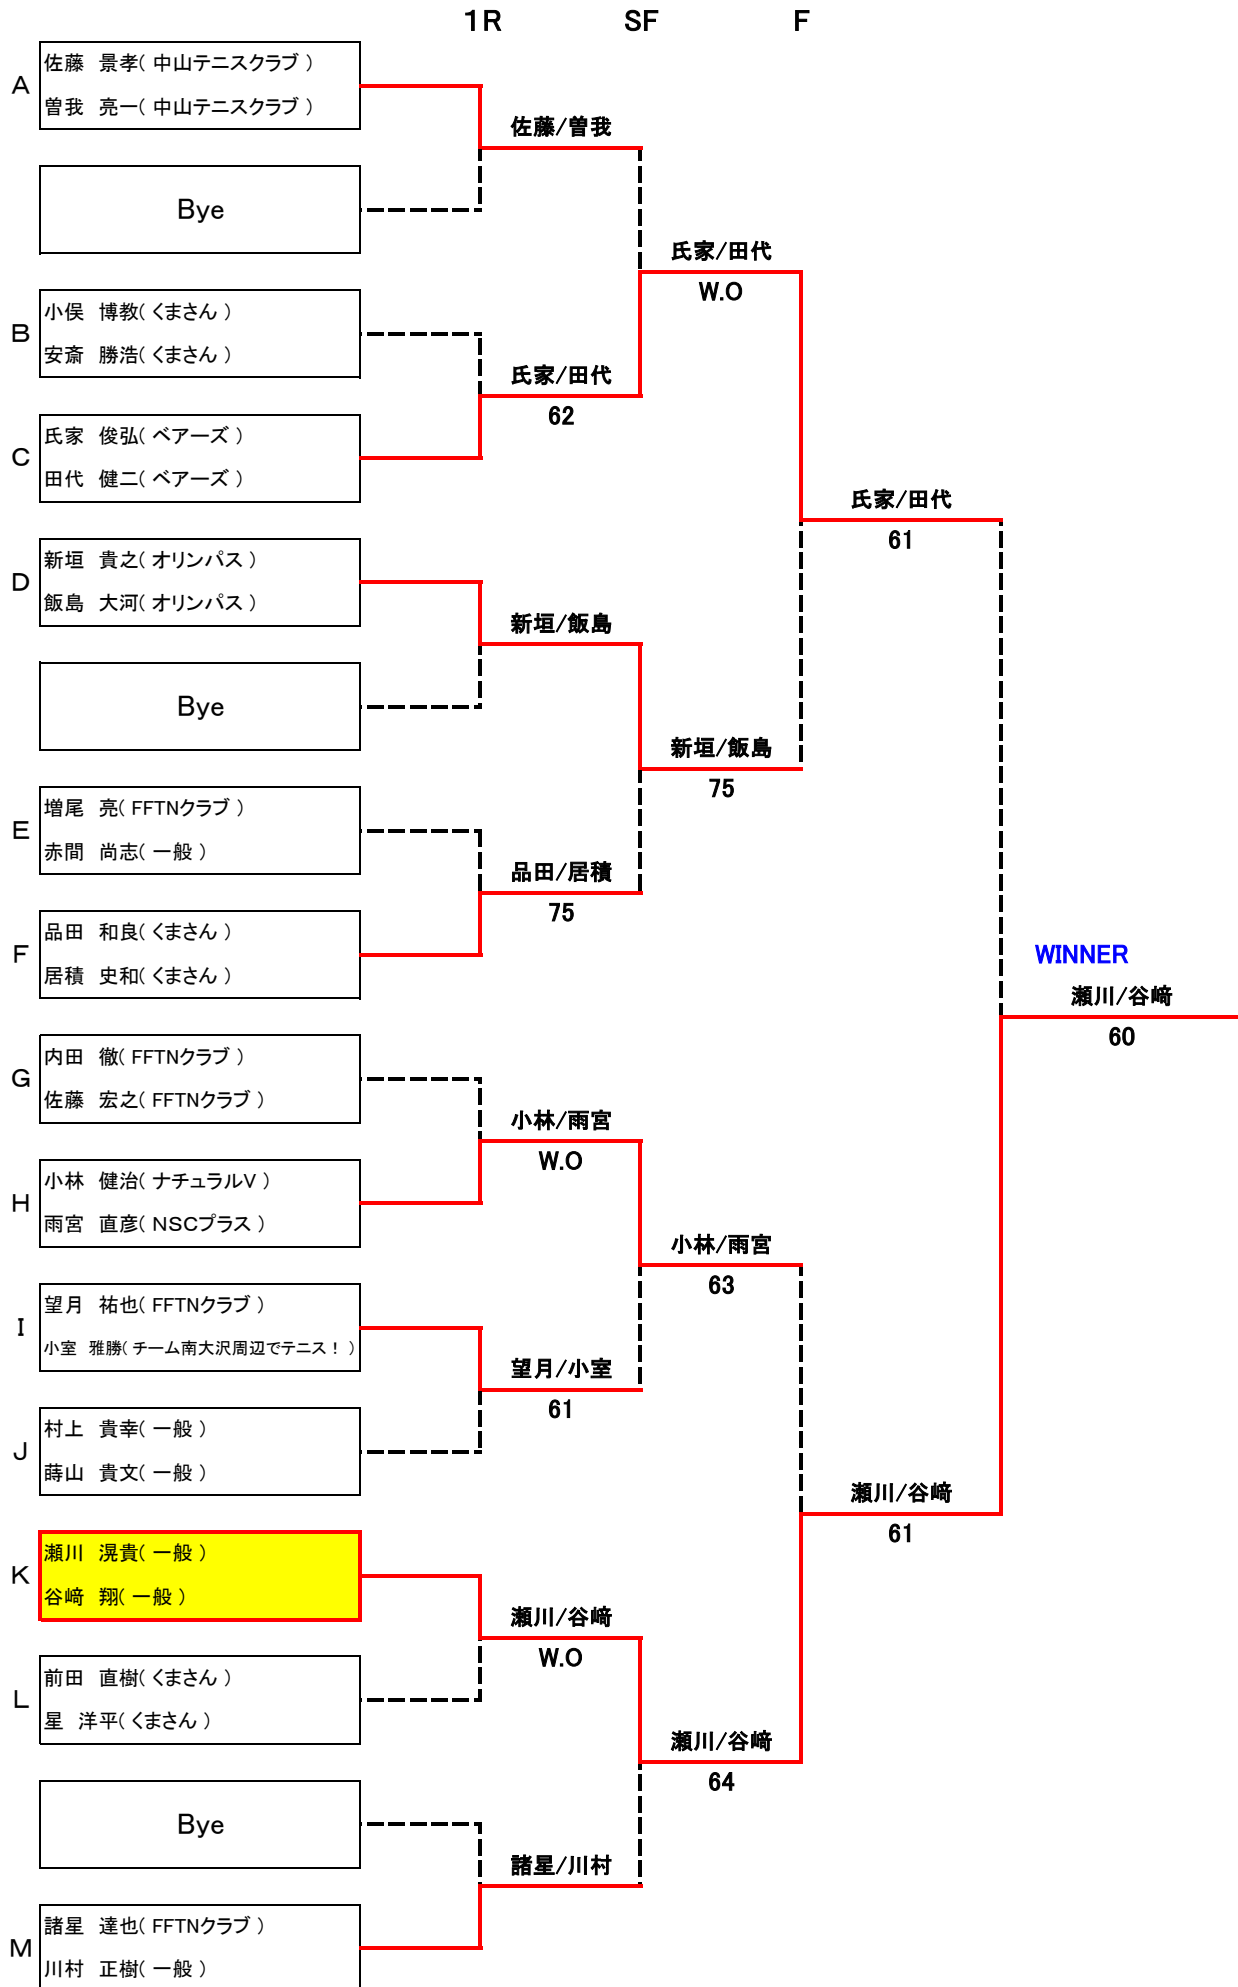 1R SF F
A
佐藤 景孝( 中山テニスクラブ )
曽我 亮一( 中山テニスクラブ )
佐藤/曽我
Bye
氏家/田代
W.O
B
小俣 博教( くまさん )
安斎 勝浩( くまさん )
氏家/田代
62
C
氏家 俊弘( ベアーズ )
田代 健二( ベアーズ )
氏家/田代
61
D
新垣 貴之( オリンパス )
飯島 大河( オリンパス )
新垣/飯島
Bye
新垣/飯島
75
E
増尾 亮( FFTNクラブ )
赤間 尚志( 一般 )
品田/居積
75
F
品田 和良( くまさん )
居積 史和( くまさん )
WINNER
瀬川/谷﨑
60
G
内田 徹( FFTNクラブ )
佐藤 宏之( FFTNクラブ )
小林/雨宮
W.O
H
小林 健治( ナチュラルV )
雨宮 直彦( NSCプラス )
小林/雨宮
63
I
望月 祐也( FFTNクラブ )
小室 雅勝( チーム南大沢周辺でテニス！ )
望月/小室
61
J
村上 貴幸( 一般 )
蒔山 貴文( 一般 )
瀬川/谷﨑
61
K
瀬川 滉貴( 一般 )
谷﨑 翔( 一般 )
瀬川/谷﨑
W.O
L
前田 直樹( くまさん )
星 洋平( くまさん )
瀬川/谷﨑
64
Bye
諸星/川村
M
諸星 達也( FFTNクラブ )
川村 正樹( 一般 )